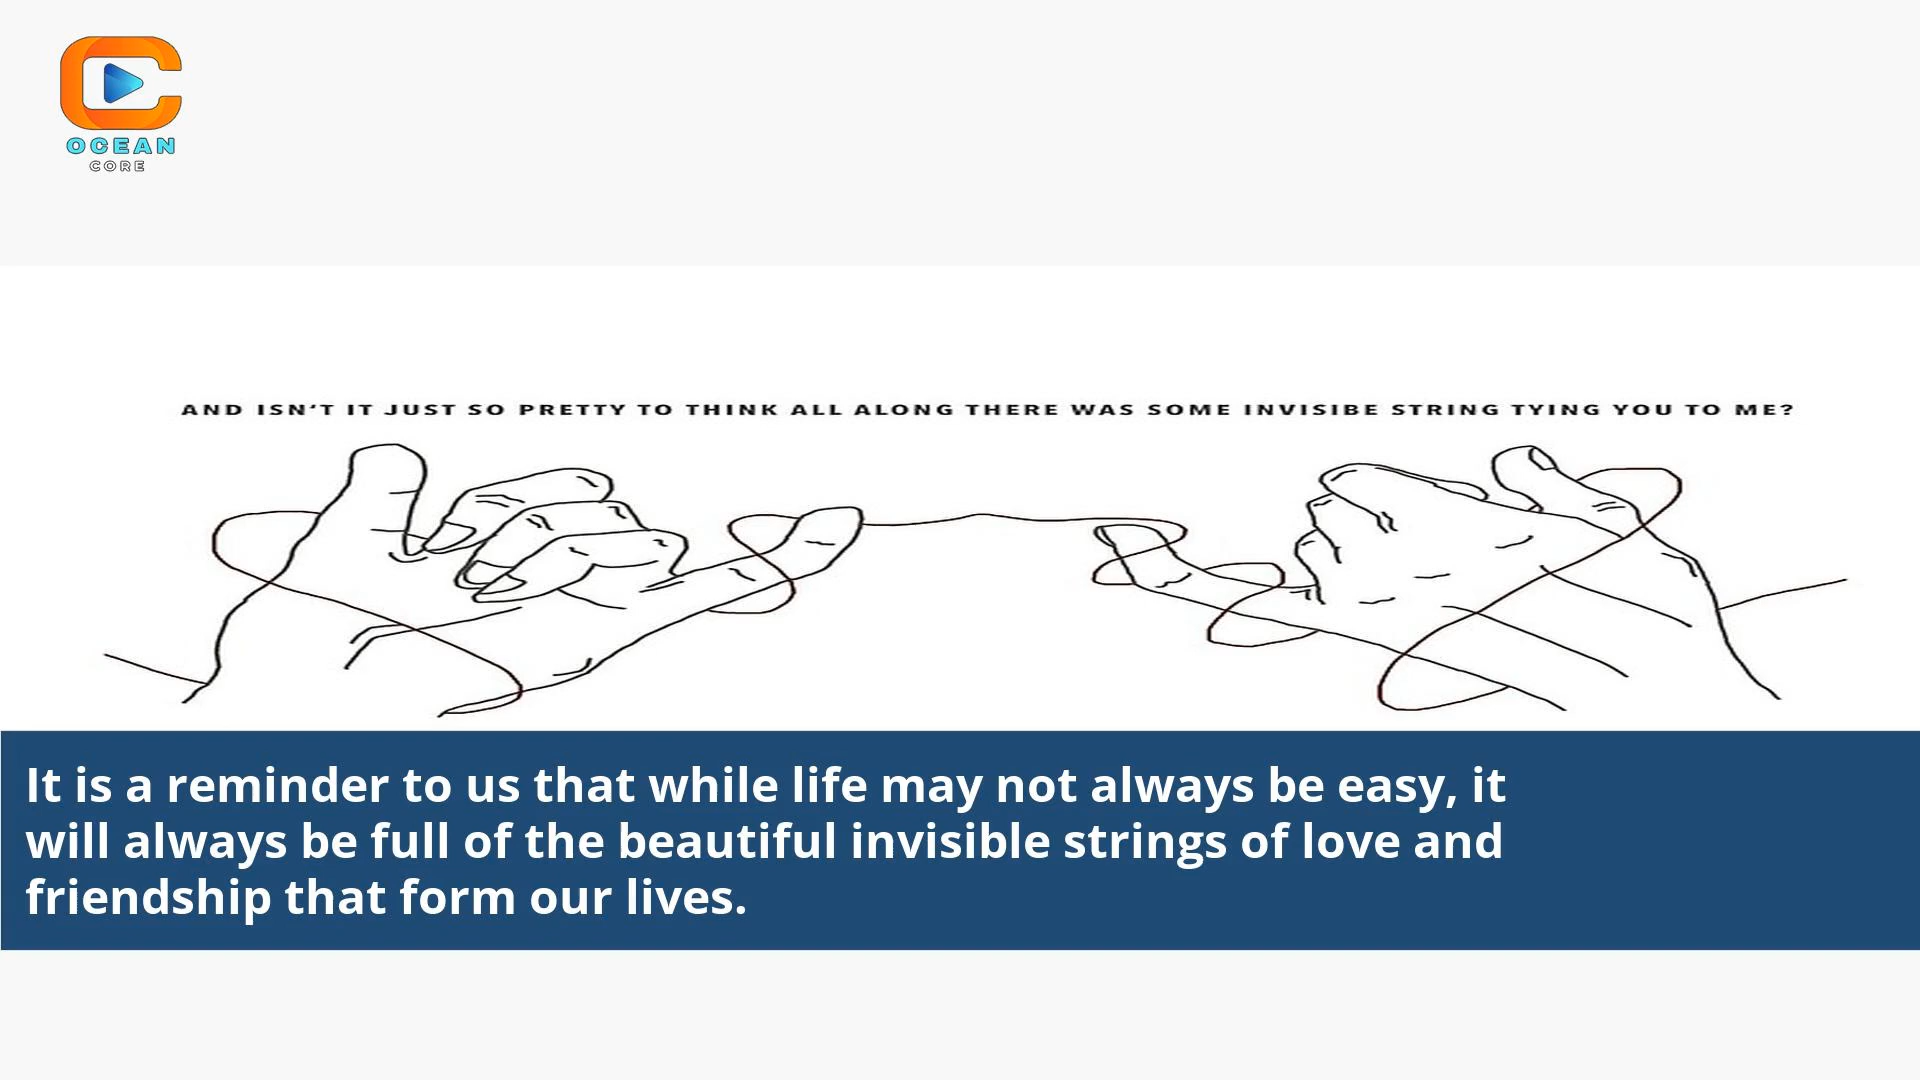 OCEAN
CORE
AND ISN'T IT JUST SO PRETTY TO THINK ALL ALONG THERE WAS SOME INVISIBE STRING TYING YOU TO ME?
It is a reminder to us that while life may not always be easy, it
will always be full of the beautiful invisible strings of love and
friendship that form our lives.